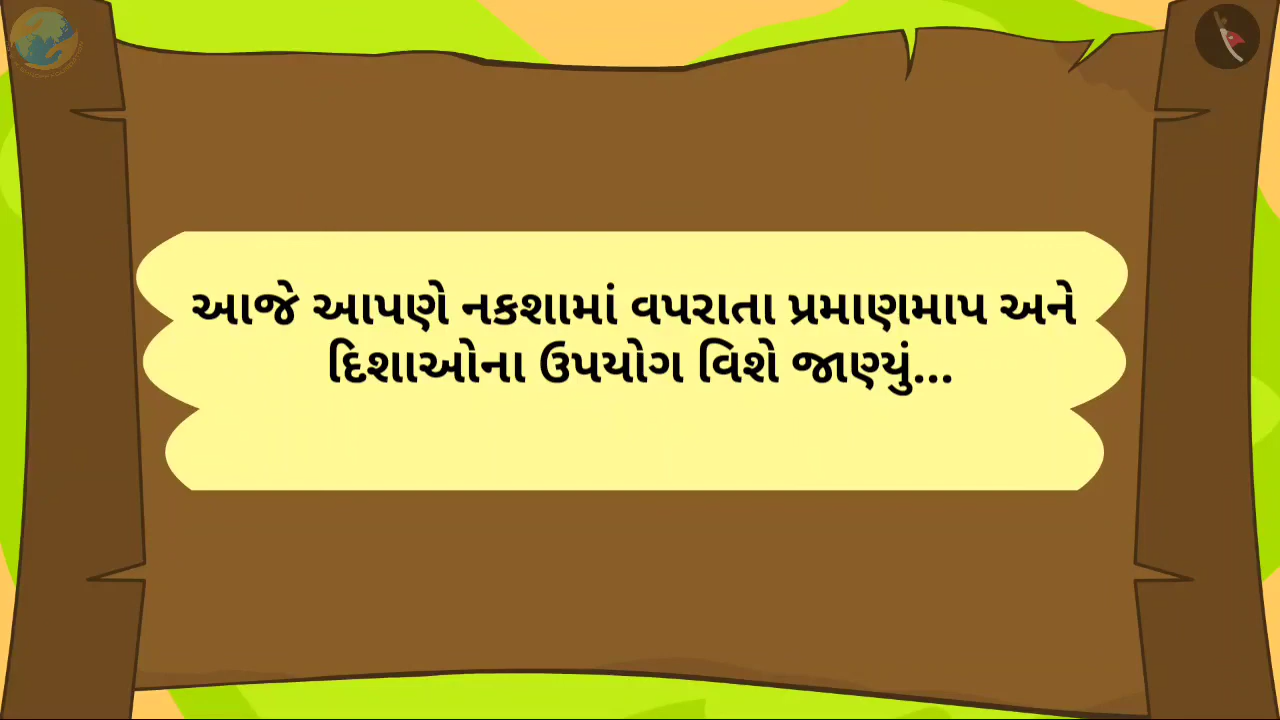 આજે આપણે નકશામાં વપરાતા પ્રમાણમાપ અને
દિશાઓના ઉપયોગ વિશે જાણ્યું...